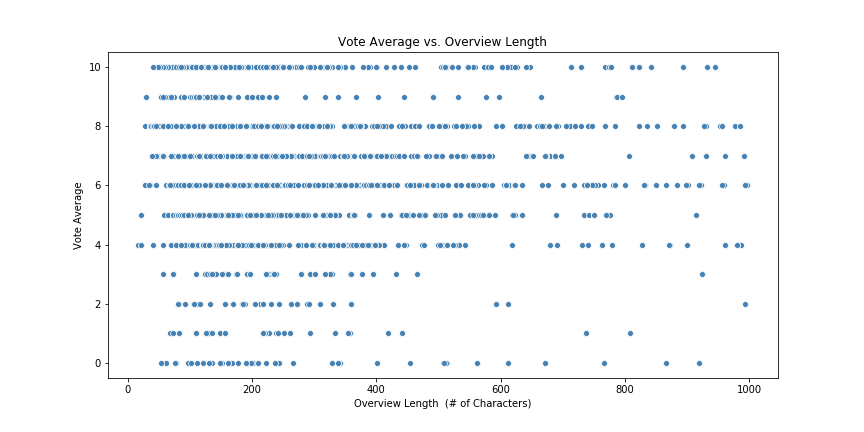 Vote Average vs. Overview Length
10
8
6
4
2
0
Vote Average
0 200 400 600 800 1000
Overview Length  (# of Characters)